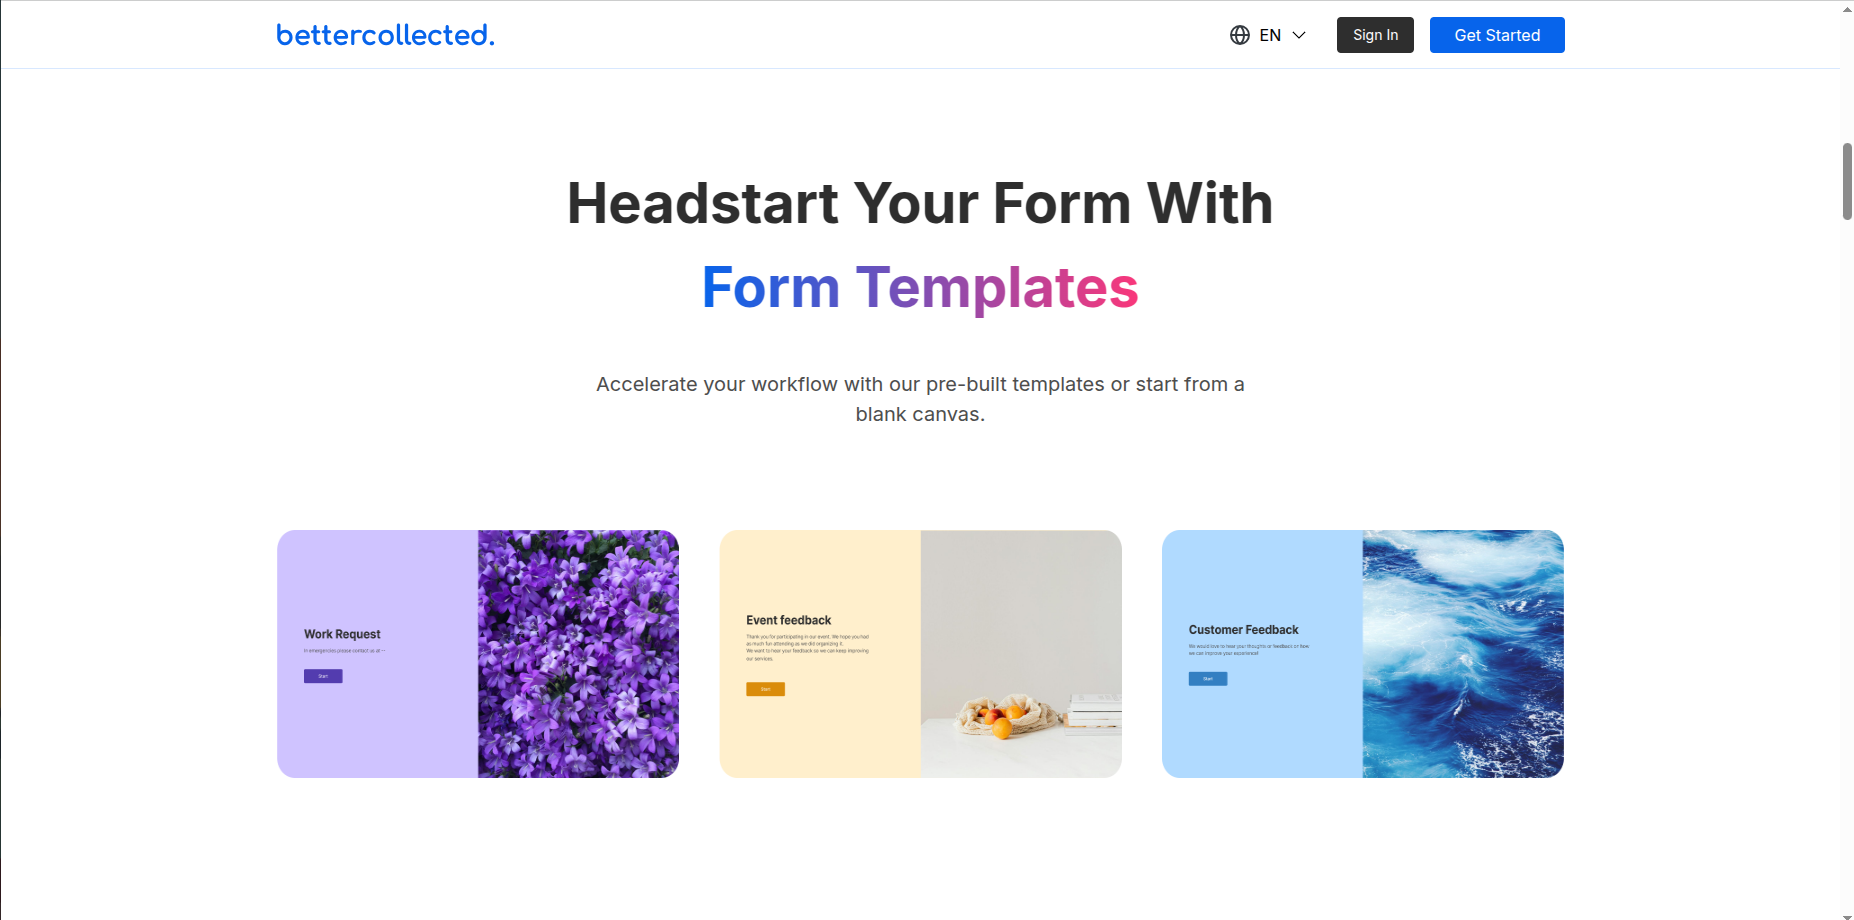 bettercollected.
EN
Sign In
Get Started
Headstart Your Form With
Form Templates
Accelerate your workflow with our pre-built templates or start from a
blank canvas.
Work Request
In emergencies please contact us at --
Start
Event feedback
Thank you for participating in our event. We hope you had
as much fun attending as we did organizing it.
We want to hear your feedback so we can keep improving
our services.
Start
Customer Feedback
We would love to hear your thoughts or feedback on how
we can improve your experience!
Start